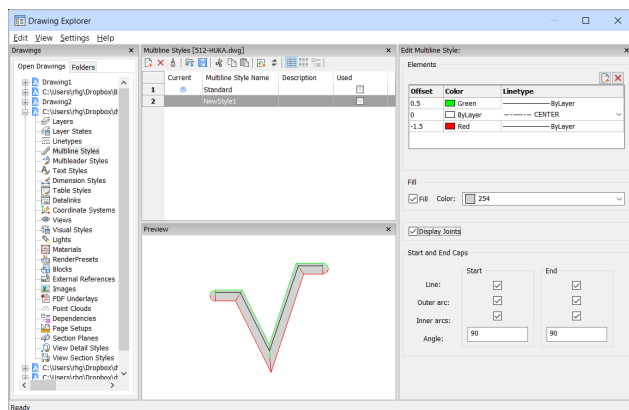 Drawing Explorer
Edit View Settings Help
Drawings
Open Drawings Folders
Drawing1
C:\Users\rhg\Dropbox\B
Drawing2
C:\Users\rhg\Dropbox\d
Layers
Layer States
Linetypes
Multiline Styles
Multileader Styles
Text Styles
Dimension Styles
Table Styles
Datalinks
Coordinate Systems
Views
Visual Styles
Lights
Materials
RenderPresets
Blocks
External References
Images
PDF Underlays
Point Clouds
Dependencies
Page Setups
Section Planes
View Detail Styles
View Section Styles
C:\Users\rhg\Dropbox\d
C:\Users\rhg\Dropbox\d
Multiline Styles [512-HUKA.dwg]
Current Multiline Style Name Description Used
1 Standard
2 NewStyle1
Preview
Edit Multiline Style:
Elements
Offset Color Linetype
0.5 Green ByLayer
0 ByLayer CENTER
-1.5 Red ByLayer
Fill
Fill Color: 254
Display Joints
Start and End Caps
Start End
Line:
Outer arc:
Inner arcs:
Angle: 90 90
Ready